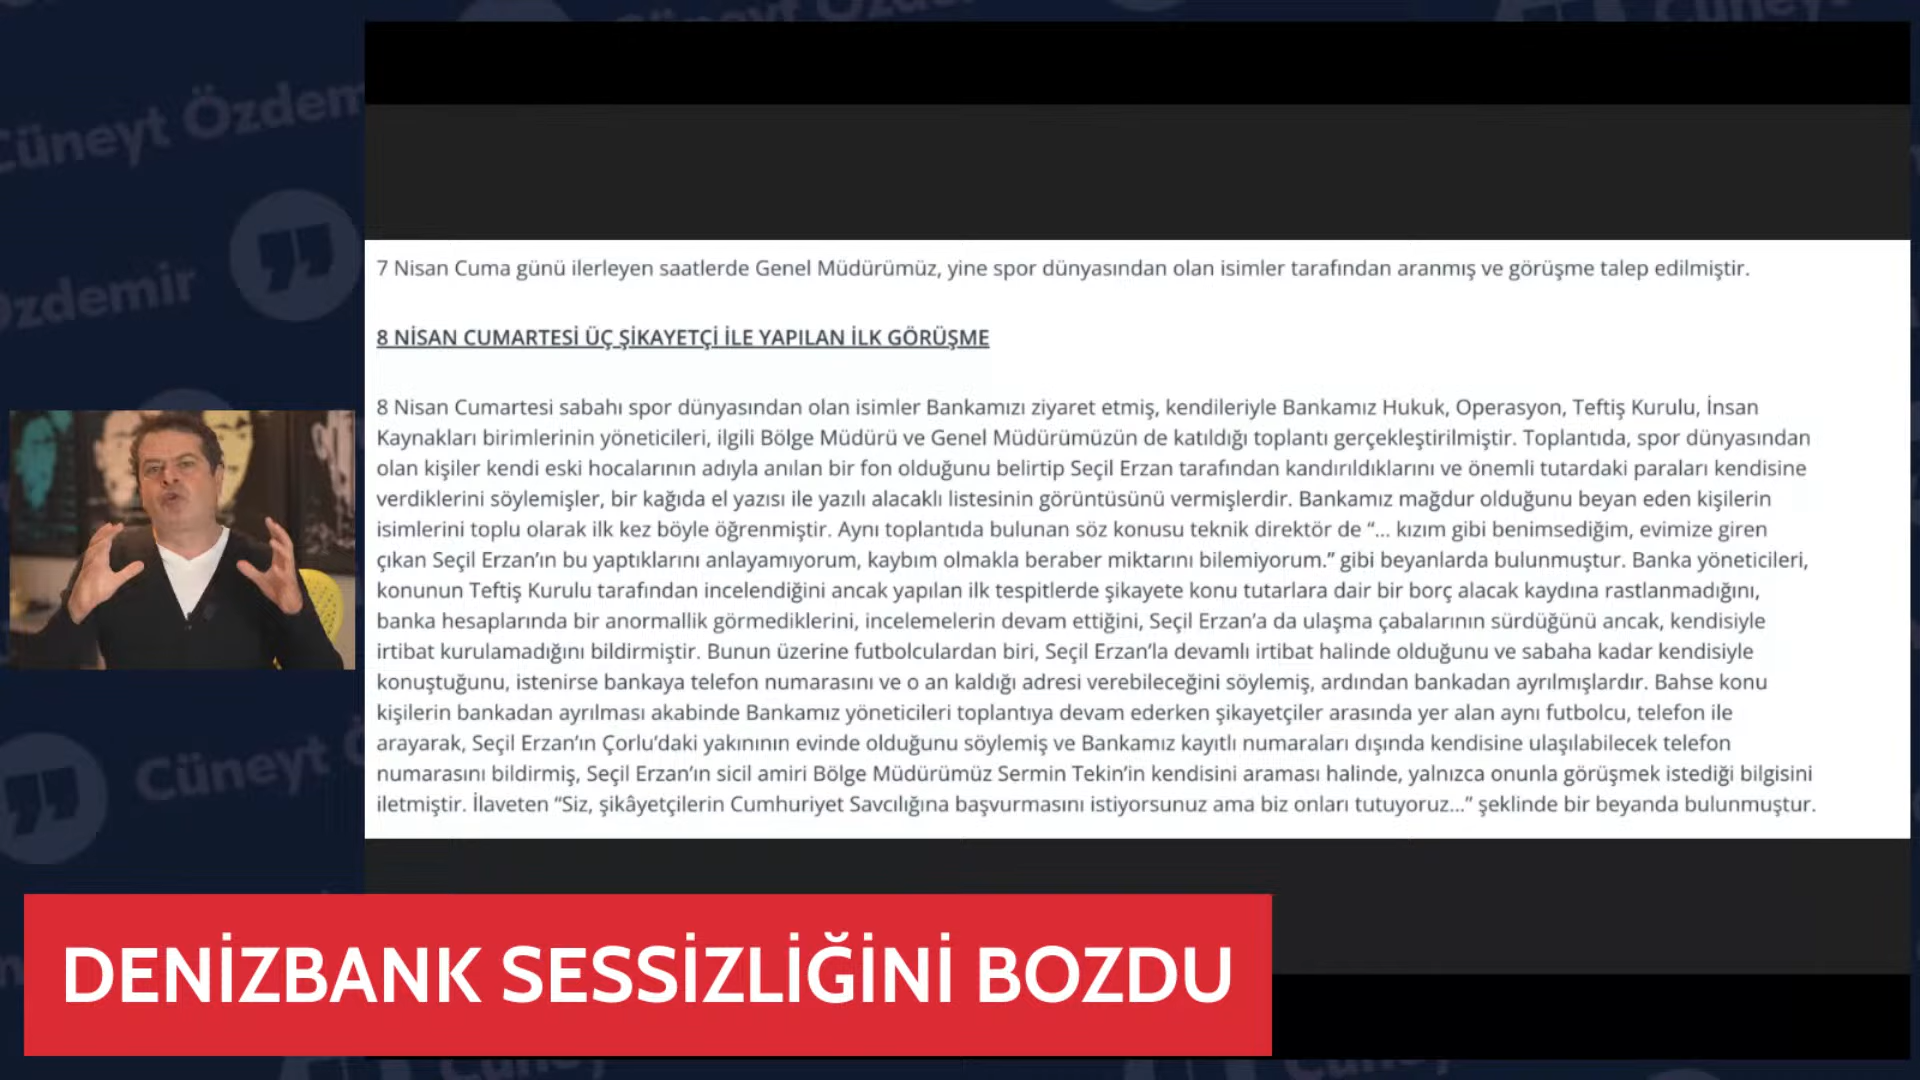 Cüneyt Özdem
Özdemir
Cüneyt Ö
7 Nisan Cuma günü ilerleyen saatlerde Genel Müdürümüz, yine spor dünyasından olan isimler tarafından aranmış ve görüşme talep edilmiştir.
8 NİSAN CUMARTESİ ÜÇ ŞİKAYETÇİ İLE YAPILAN İLK GÖRÜŞME
8 Nisan Cumartesi sabahı spor dünyasından olan isimler Bankamızı ziyaret etmiş, kendileriyle Bankamız Hukuk, Operasyon, Teftiş Kurulu, İnsan
Kaynakları birimlerinin yöneticileri, ilgili Bölge Müdürü ve Genel Müdürümüzün de katıldığı toplantı gerçekleştirilmiştir. Toplantıda, spor dünyasından
olan kişiler kendi eski hocalarının adıyla anılan bir fon olduğunu belirtip Seçil Erzan tarafından kandırıldıklarını ve önemli tutardaki paraları kendisine
verdiklerini söylemişler, bir kağıda el yazısı ile yazılı alacaklı listesinin görüntüsünü vermişlerdir. Bankamız mağdur olduğunu beyan eden kişilerin
isimlerini toplu olarak ilk kez böyle öğrenmiştir. Aynı toplantıda bulunan söz konusu teknik direktör de “... kızım gibi benimsediğim, evimize giren
çıkan Seçil Erzan’ın bu yaptıklarını anlayamıyorum, kaybım olmakla beraber miktarını bilemiyorum.” gibi beyanlarda bulunmuştur. Banka yöneticileri,
konunun Teftiş Kurulu tarafından incelendiğini ancak yapılan ilk tespitlerde şikayete konu tutarlara dair bir borç alacak kaydına rastlanmadığını,
banka hesaplarında bir anormallik görmediklerini, incelemelerin devam ettiğini, Seçil Erzan’a da ulaşma çabalarının sürdüğünü ancak, kendisiyle
irtibat kurulamadığını bildirmiştir. Bunun üzerine futbolculardan biri, Seçil Erzan’la devamlı irtibat halinde olduğunu ve sabaha kadar kendisiyle
konuştuğunu, istenirse bankaya telefon numarasını ve o an kaldığı adresi verebileceğini söylemiş, ardından bankadan ayrılmışlardır. Bahse konu
kişilerin bankadan ayrılması akabinde Bankamız yöneticileri toplantıya devam ederken şikayetçiler arasında yer alan aynı futbolcu, telefon ile
arayarak, Seçil Erzan’ın Çorlu’daki yakınının evinde olduğunu söylemiş ve Bankamız kayıtlı numaraları dışında kendisine ulaşılabilecek telefon
numarasını bildirmiş, Seçil Erzan’ın sicil amiri Bölge Müdürümüz Sermin Tekin’in kendisini araması halinde, yalnızca onunla görüşmek istediği bilgisini
iletmiştir. İlaveten “Siz, şikâyetçilerin Cumhuriyet Savcılığına başvurmasını istiyorsunuz ama biz onları tutuyoruz...” şeklinde bir beyanda bulunmuştur.
DENİZBANK SESSİZLİĞİNİ BOZDU